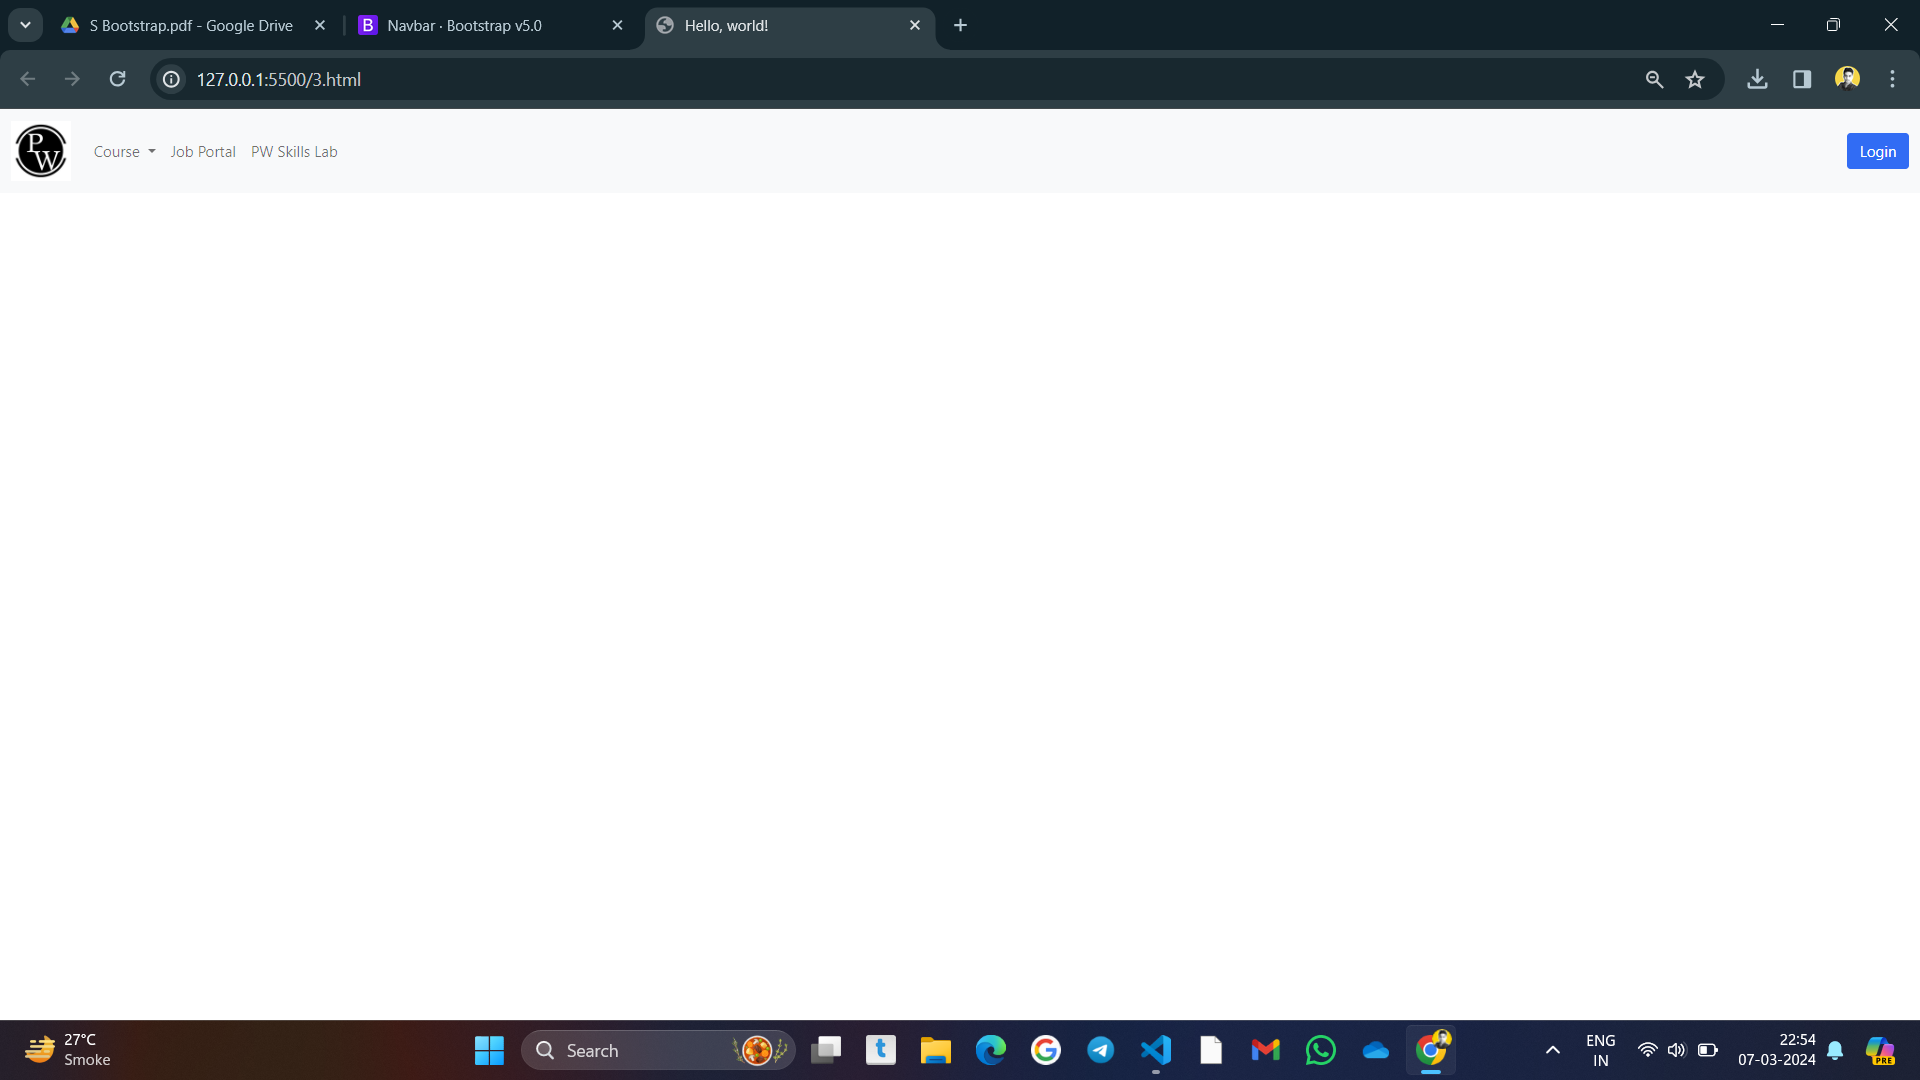 S Bootstrap.pdf - Google Drive
B
Navbar · Bootstrap v5.0
Hello, world!
127.0.0.1:5500/3.html
PW
Course
Job Portal
PW Skills Lab
Login
27°C
Smoke
Search
t
G
ENG
IN
22:54
07-03-2024
PRE